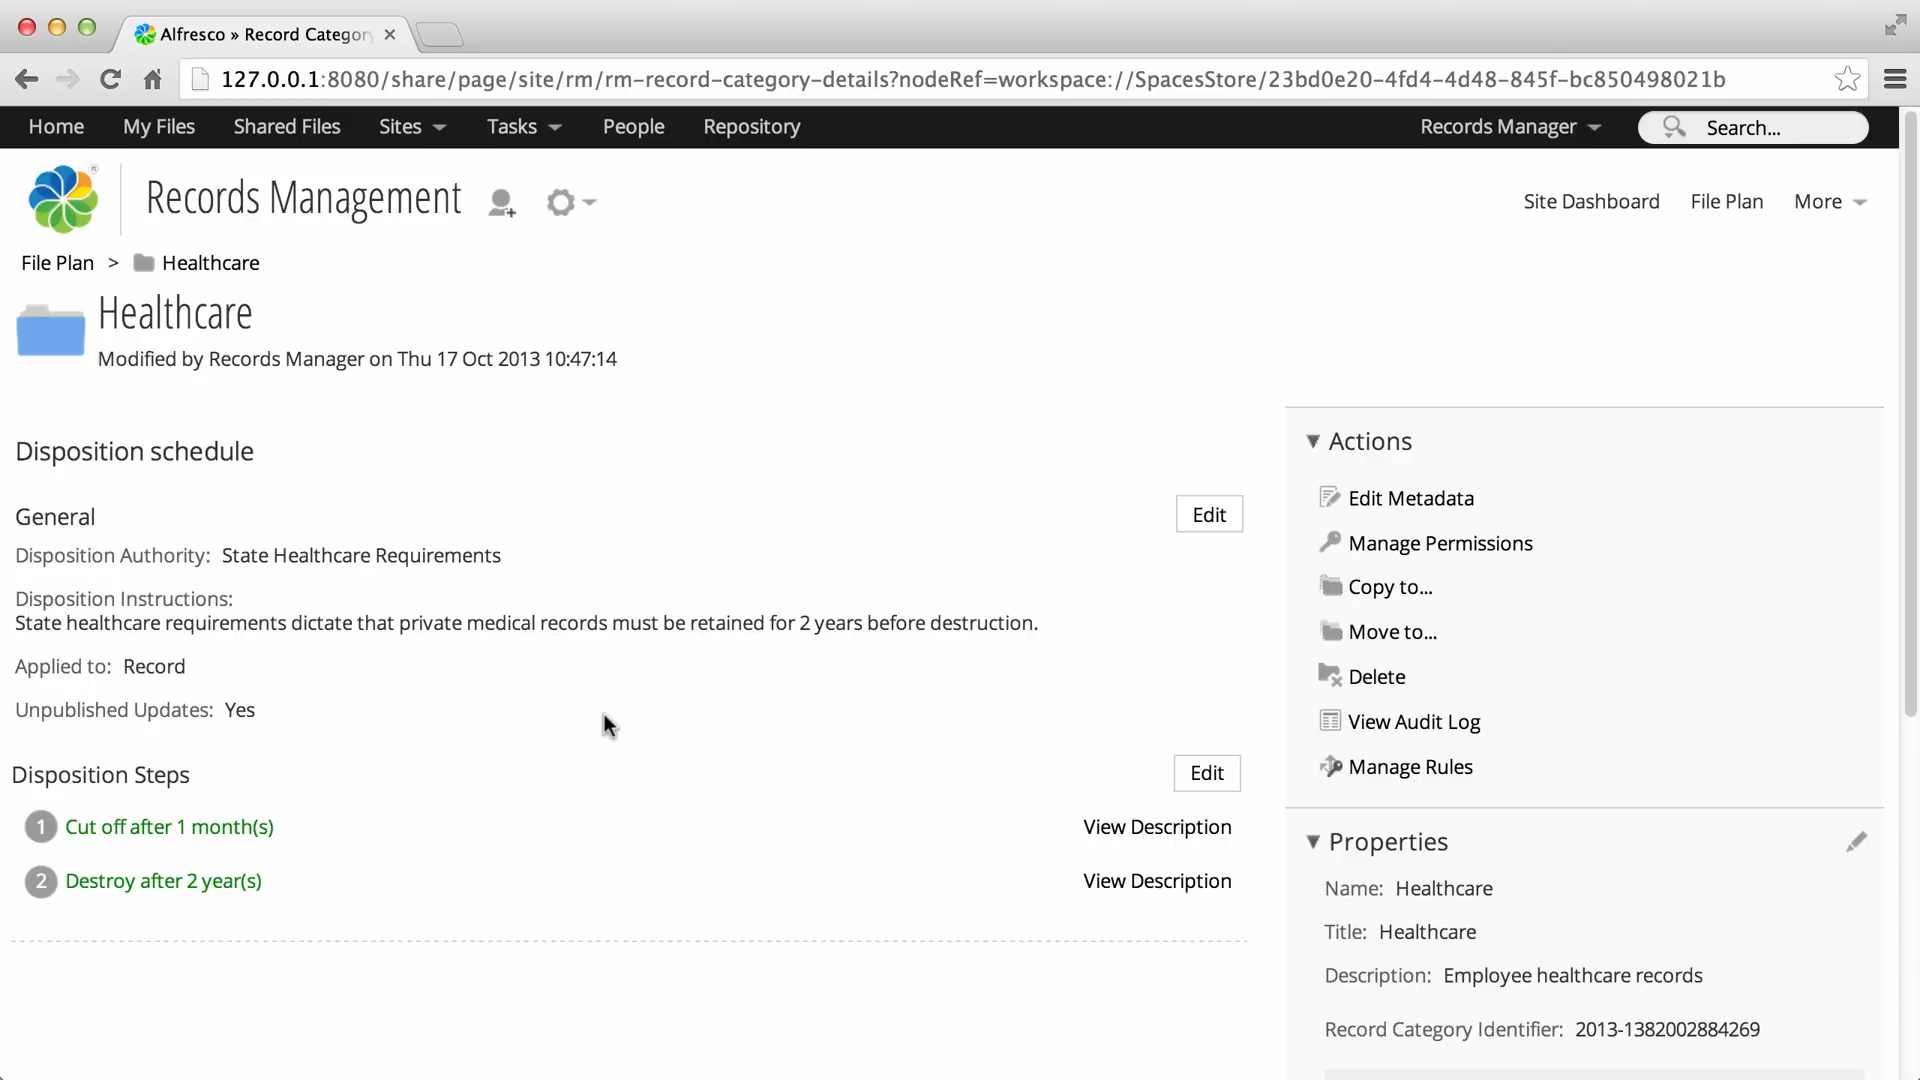 Alfresco » Record Category
127.0.0.1:8080/share/page/site/rm/rm-record-category-details?nodeRef=workspace://SpacesStore/23bd0e20-4fd4-4d48-845f-bc850498021b
Home My Files Shared Files Sites Tasks People Repository Records Manager Search...
Records Management Site Dashboard File Plan More
File Plan > Healthcare
Healthcare
Modified by Records Manager on Thu 17 Oct 2013 10:47:14
Disposition schedule
General Edit
Disposition Authority: State Healthcare Requirements
Disposition Instructions:
State healthcare requirements dictate that private medical records must be retained for 2 years before destruction.
Applied to: Record
Unpublished Updates: Yes
Disposition Steps Edit
1 Cut off after 1 month(s) View Description
2 Destroy after 2 year(s) View Description
Actions
Edit Metadata
Manage Permissions
Copy to...
Move to...
Delete
View Audit Log
Manage Rules
Properties
Name: Healthcare
Title: Healthcare
Description: Employee healthcare records
Record Category Identifier: 2013-1382002884269